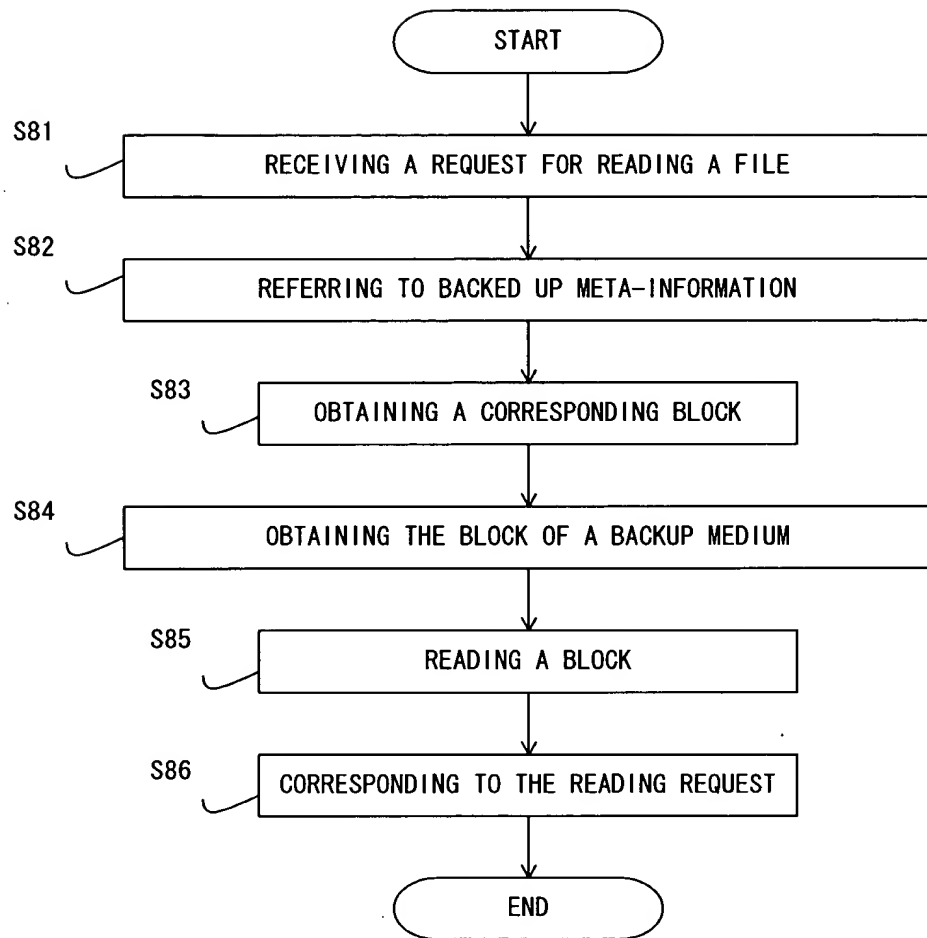 START
S81
RECEIVING A REQUEST FOR READING A FILE
S82
REFERRING TO BACKED UP META-INFORMATION
S83
OBTAINING A CORRESPONDING BLOCK
S84
OBTAINING THE BLOCK OF A BACKUP MEDIUM
S85
READING A BLOCK
S86
CORRESPONDING TO THE READING REQUEST
END